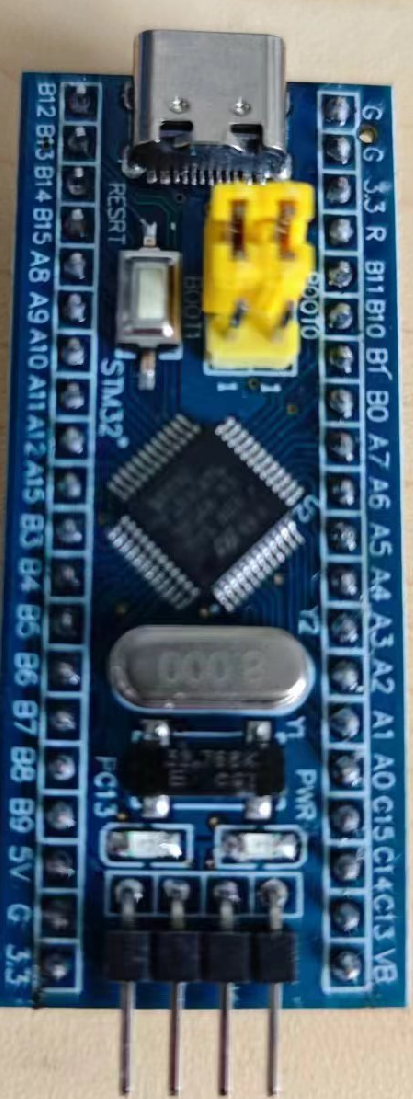 B12 B13 B14 B15 A8 A9 A10 A11 A12 A15 B3 B4 B5 B6 B7 B8 B9 5V G 3.3
RESRT
BOOT1
BOOT0
STM32
G G 3.3 R B11 B10 B1 B0 A7 A6 A5 A4 A3 A2 A1 A0 C15 C14 C13 VB
Y2
8.000
Y1
PC13
PWR